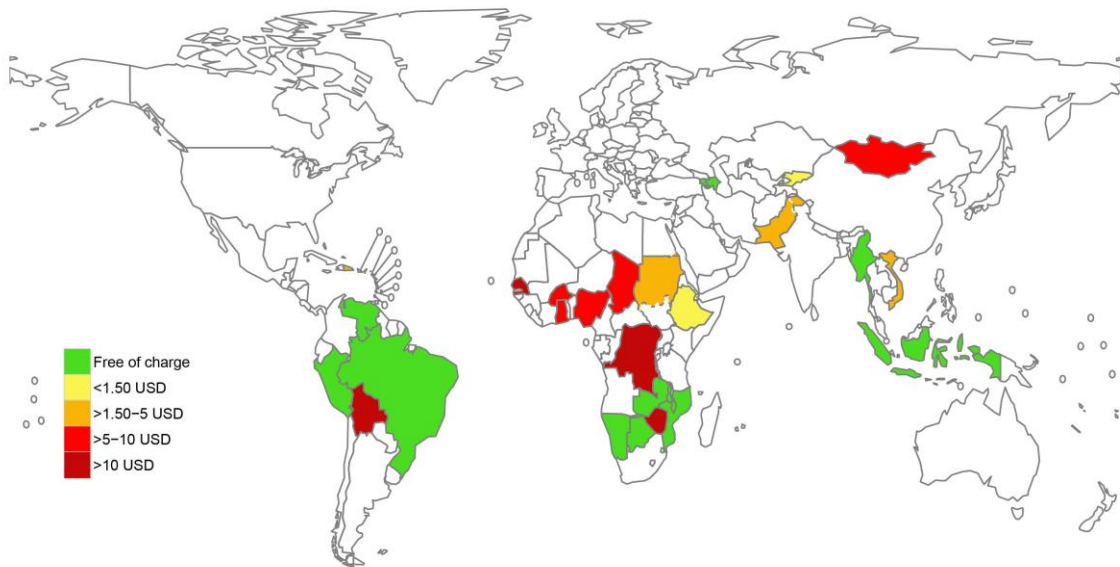 Free of charge
<1.50 USD
>1.50−5 USD
>5−10 USD
>10 USD